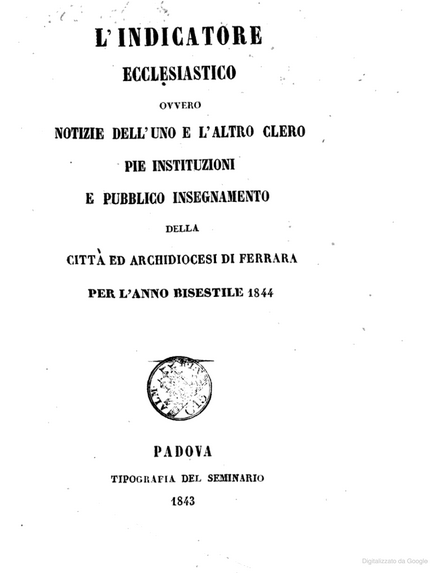 L'INDICATORE
ECCLESIASTICO
OVVERO
NOTIZIE DELL'UNO E L'ALTRO CLERO
PIE INSTITUZIONI
E PUBBLICO INSEGNAMENTO
DELLA
CITTÀ ED ARCHIDIOCESI DI FERRARA
PER L'ANNO BISESTILE 1844
PADOVA
TIPOGRAFIA DEL SEMINARIO
1843
Digitalizzato da Google